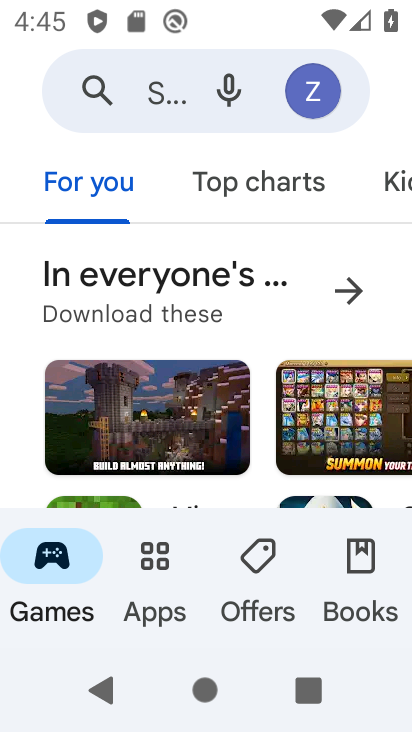 4:45
S...
Z
For you
Top charts
Kic
In everyone's ...
Download these
BUILD ALMOST ANYTHING!
SUMMON YOUR T
Games
Apps
Offers
Books